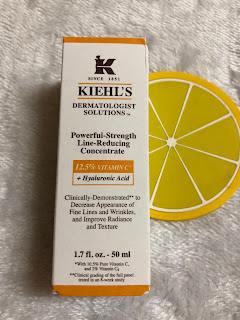 K
SINCE 1851
KIEHL'S
DERMATOLOGIST
SOLUTIONS™
Powerful-Strength
Line-Reducing
Concentrate
12.5% VITAMIN C*
+ Hyaluronic Acid
Clinically-Demonstrated** to
Decrease Appearance of
Fine Lines and Wrinkles,
and Improve Radiance
and Texture
1.7 fl. oz. - 50 ml
*With 10.5% Pure Vitamin C,
and 2% Vitamin Cg
**Clinical grading of the full panel
tested in an 8-week study